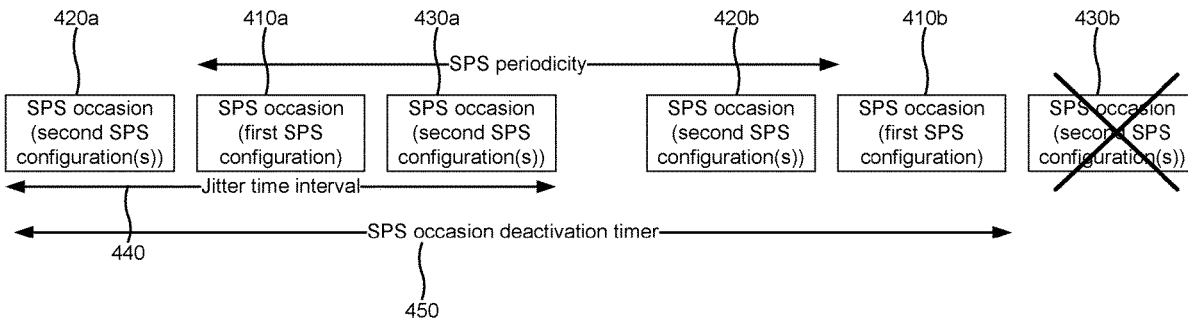 420a
410a
430a
420b
410b
430b
SPS periodicity
SPS occasion
(second SPS
configuration(s))
SPS occasion
(first SPS
configuration)
SPS occasion
(second SPS
configuration(s))
SPS occasion
(second SPS
configuration(s))
SPS occasion
(first SPS
configuration)
SPS occasion
(second SPS
configuration(s))
Jitter time interval
SPS occasion deactivation timer
440
450